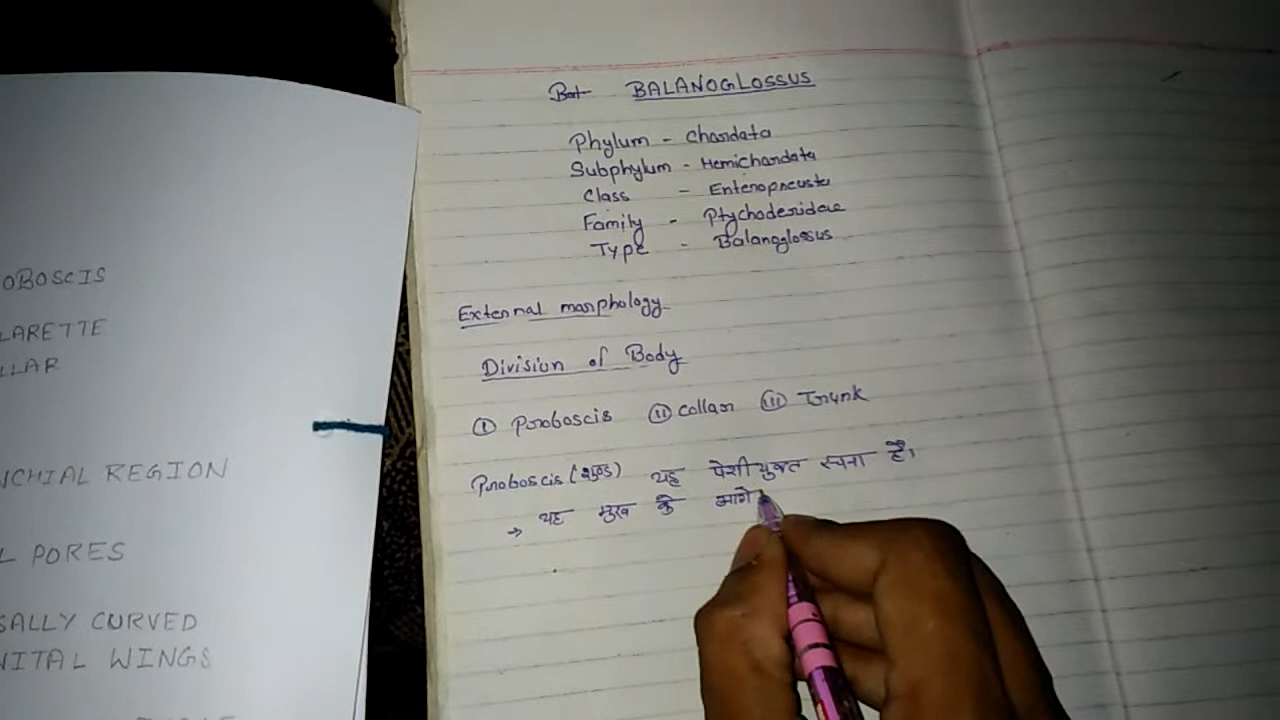 OBOSCIS
LARETTE
LLAR
NCHIAL REGION
L PORES
SALLY CURVED
NITAL WINGS
BALANOGLOSSUS
Phylum - Chordata
Subphylum - Hemichordata
Class - Enteropneusta
Family - Ptychoderidae
Type - Balanoglossus
External morphology
Division of Body
(i) Proboscis (ii) Collar (iii) Trunk
Proboscis (शुण्ड) यह पेशीयुक्त रचना है।
→ यह मुख के आगे